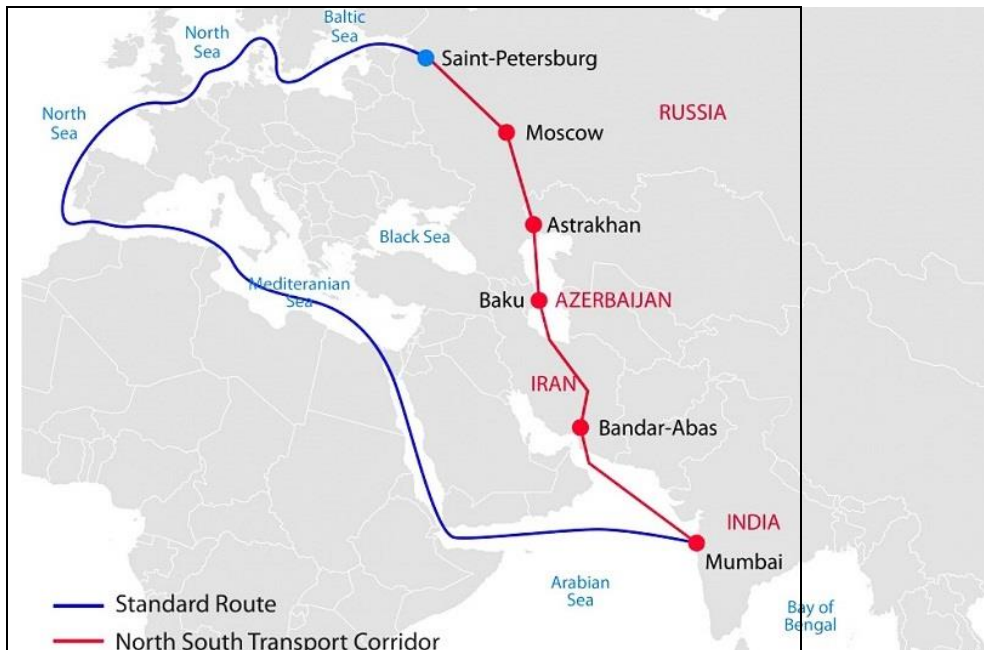 Baltic
Sea
North
Sea
Saint-Petersburg
North
Sea
RUSSIA
Moscow
Astrakhan
Black Sea
Mediteranian
Sea
Baku
AZERBAIJAN
IRAN
Bandar-Abas
INDIA
Mumbai
Arabian
Sea
Bay of
Bengal
Standard Route
North South Transport Corridor